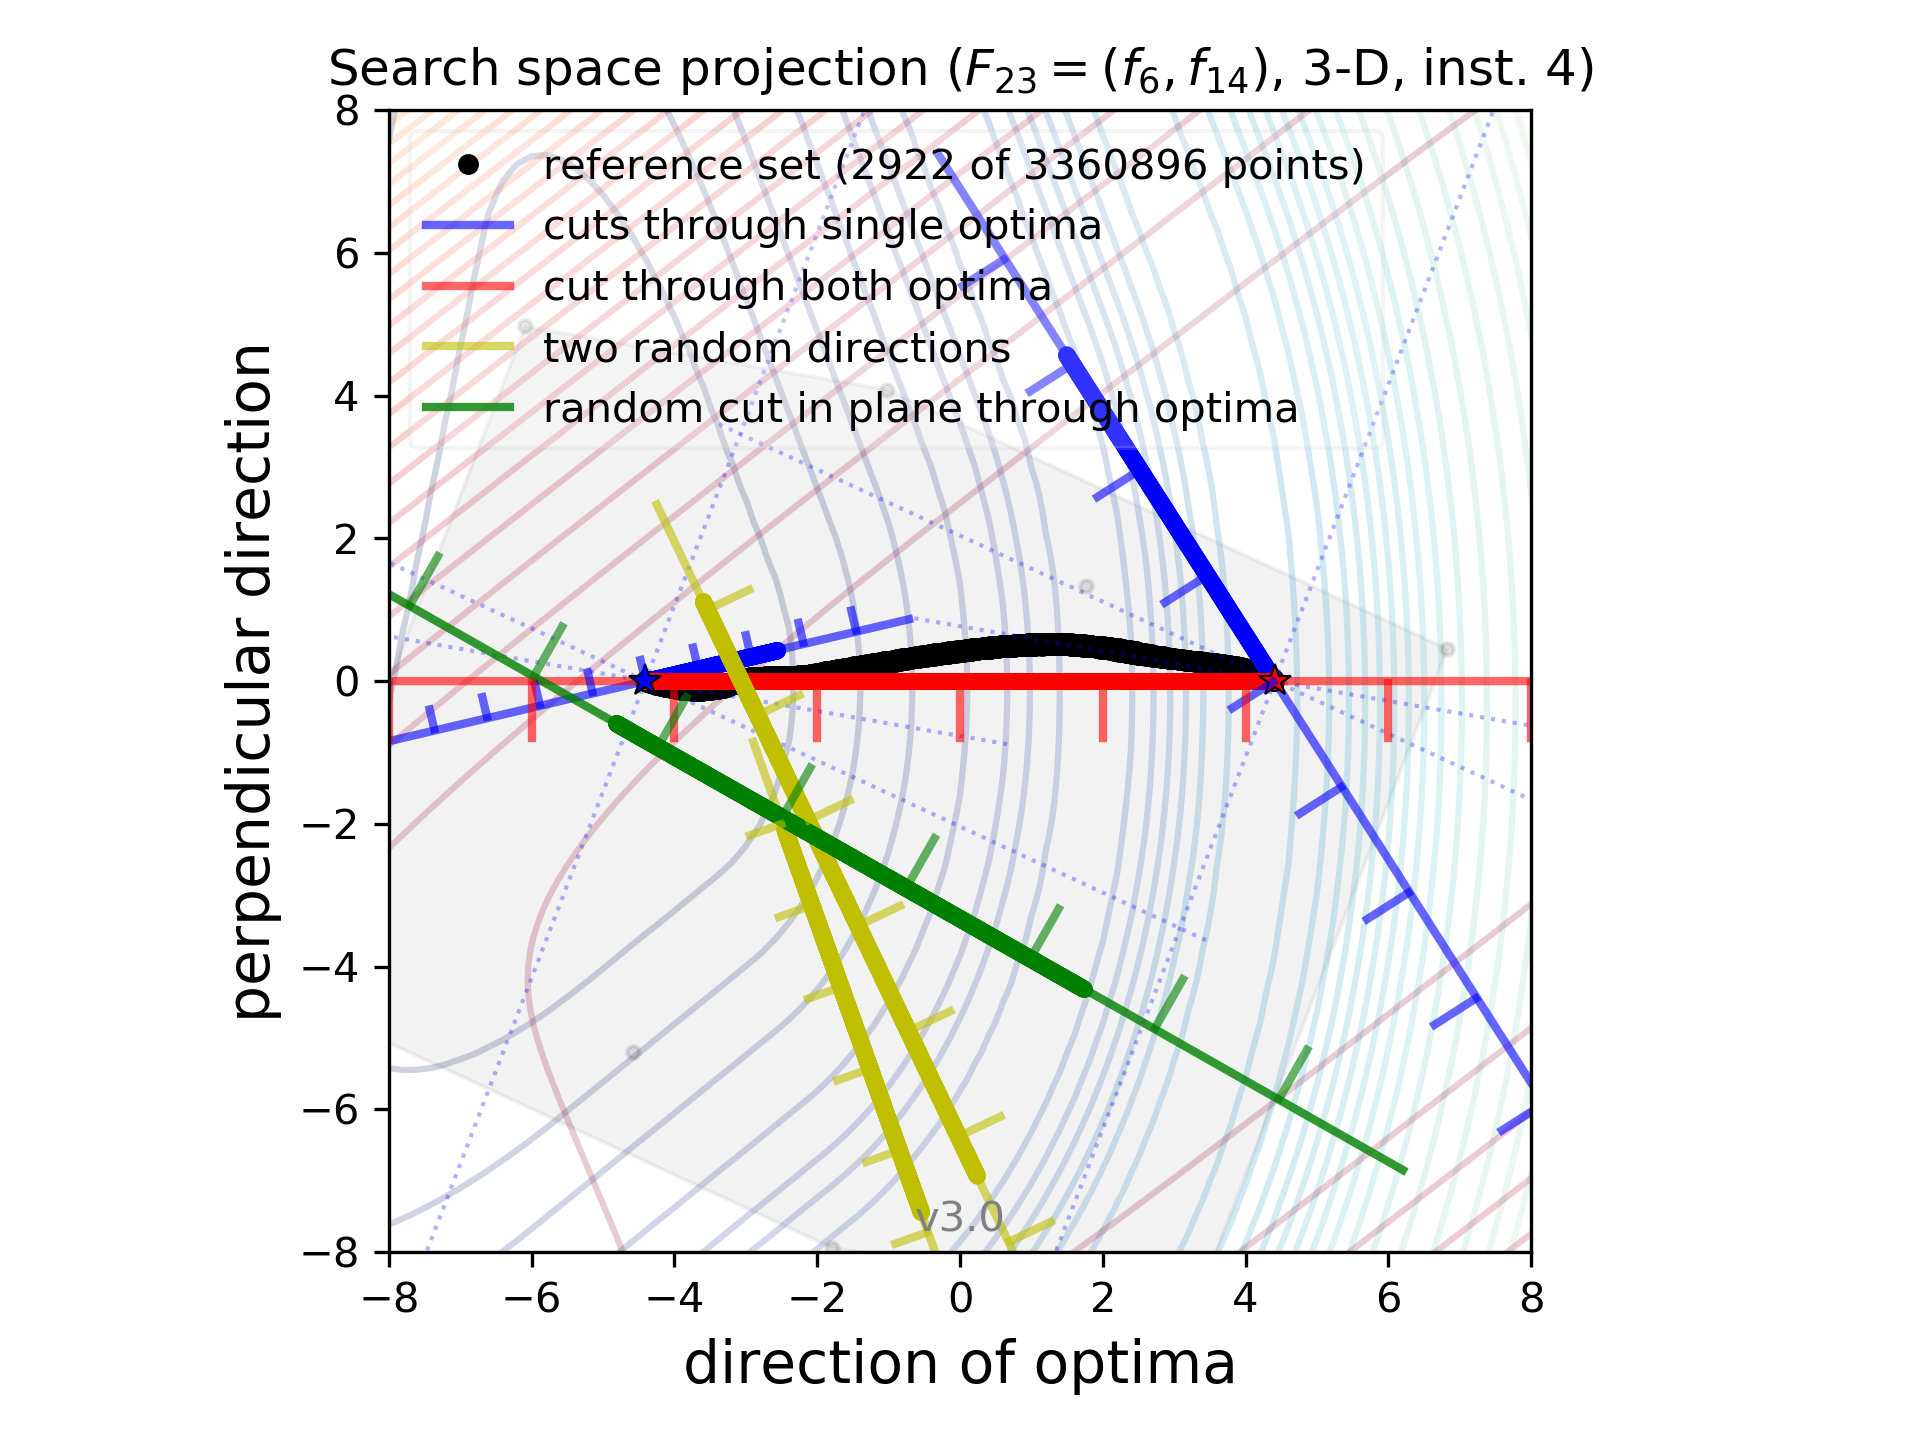 Search space projection (F23 = (f6, f14), 3-D, inst. 4)
reference set (2922 of 3360896 points)
cuts through single optima
cut through both optima
two random directions
random cut in plane through optima
perpendicular direction
8
6
4
2
0
−2
−4
−6
−8
v3.0
−8 −6 −4 −2 0 2 4 6 8
direction of optima